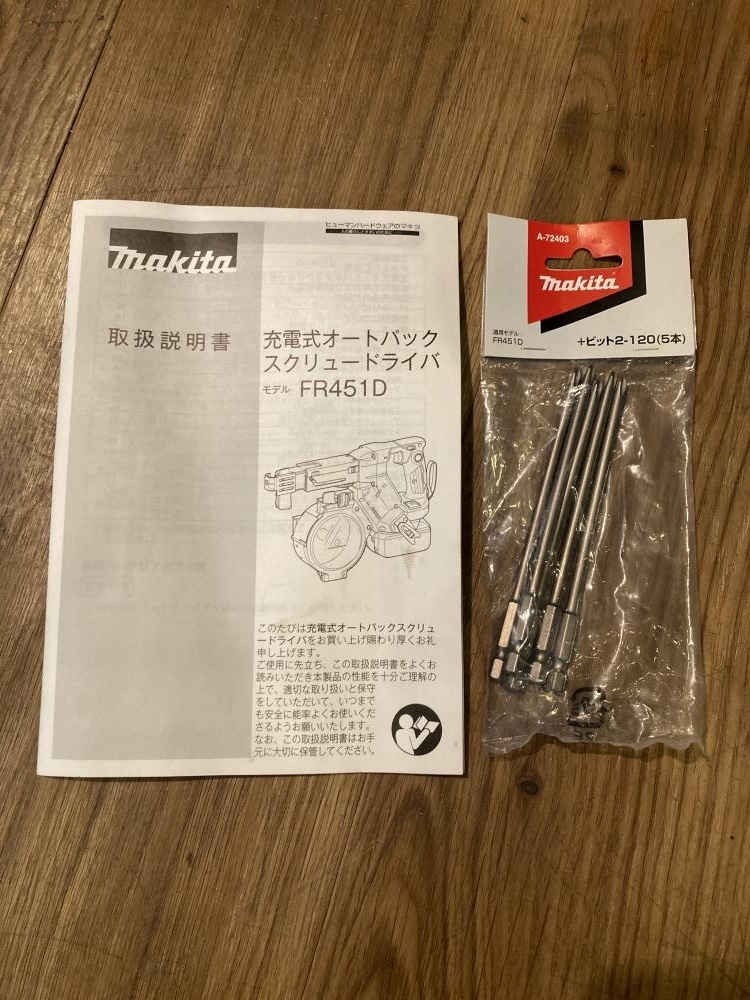 makita
ヒューマンハードウェアのマキタ
取扱説明書
充電式オートパック
スクリュードライバ
モデル FR451D
このたびは充電式オートパックスクリュ
ードライバをお買い上げ賜わり厚くお礼
申し上げます。
ご使用に先立ち、この取扱説明書をよくお
読みいただき本製品の性能を十分ご理解の
上で、適切な取り扱いと保守
をしていただいて、いつまで
も安全に能率よくお使いくだ
さるようお願いいたします。
なお、この取扱説明書はお手
元に大切に保管してください。
A-72403
makita
適用モデル:
FR451D
+ビット2-120(5本)